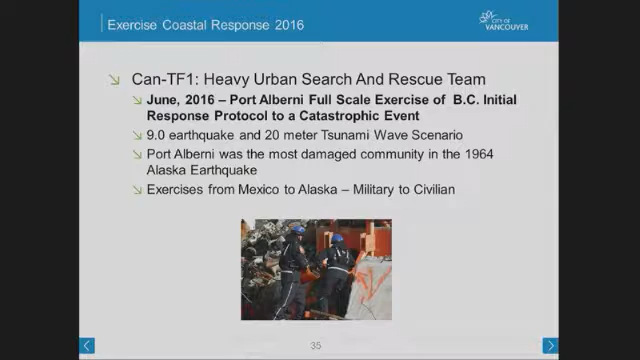 Exercise Coastal Response 2016
CITY OF
VANCOUVER
Can-TF1: Heavy Urban Search And Rescue Team
June, 2016 – Port Alberni Full Scale Exercise of B.C. Initial
Response Protocol to a Catastrophic Event
9.0 earthquake and 20 meter Tsunami Wave Scenario
Port Alberni was the most damaged community in the 1964
Alaska Earthquake
Exercises from Mexico to Alaska – Military to Civilian
35